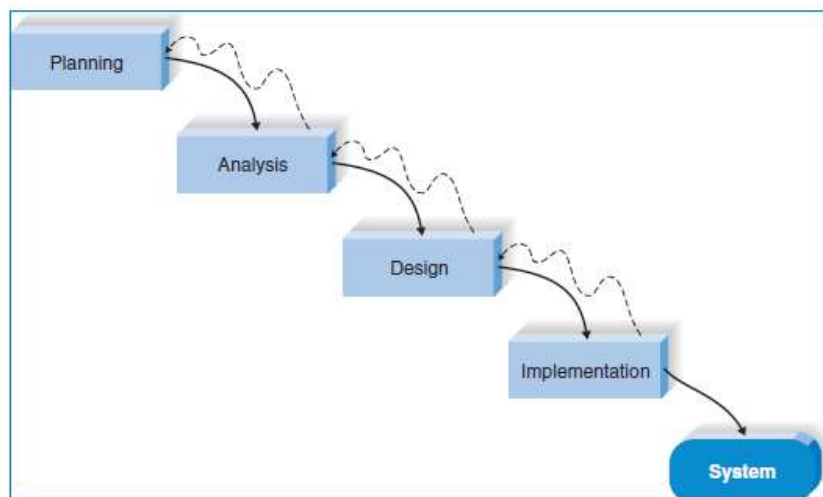 Planning
Analysis
Design
Implementation
System